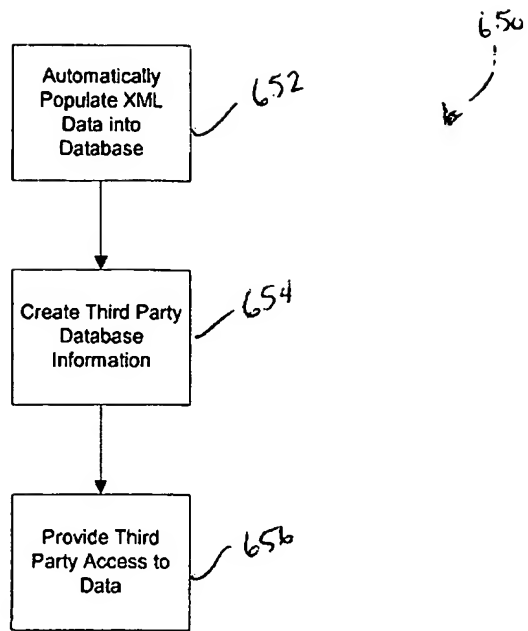 650
Automatically
Populate XML
Data into
Database
652
Create Third Party
Database
Information
654
Provide Third
Party Access to
Data
656